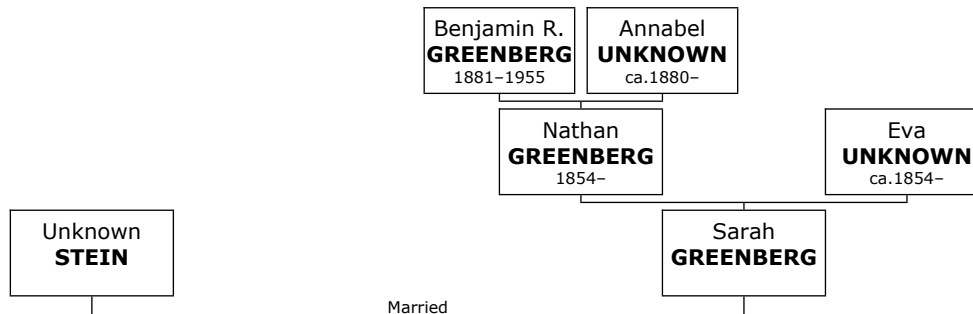 Benjamin R.
GREENBERG
1881–1955
Annabel
UNKNOWN
ca.1880–
Nathan
GREENBERG
1854–
Eva
UNKNOWN
ca.1854–
Unknown
STEIN
Sarah
GREENBERG
Married